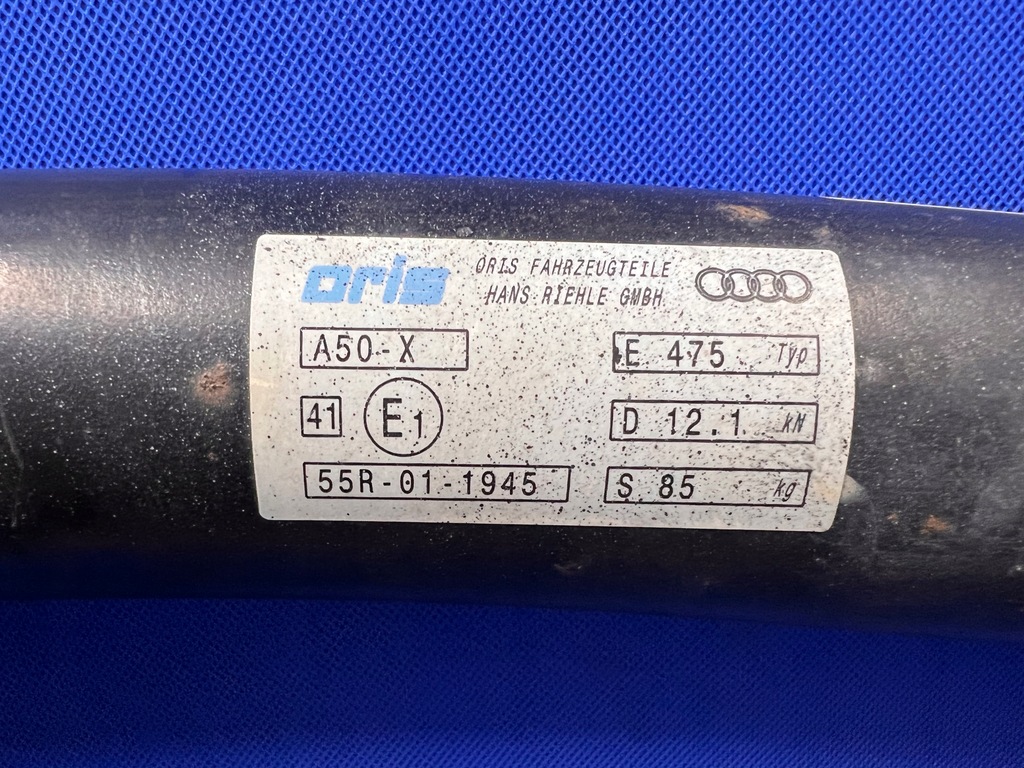 oris
ORIS FAHRZEUGTEILE
HANS RIEHLE GMBH
A50-X
E 475 Typ
41
E1
D 12.1 kN
55R-01-1945
S 85 kg